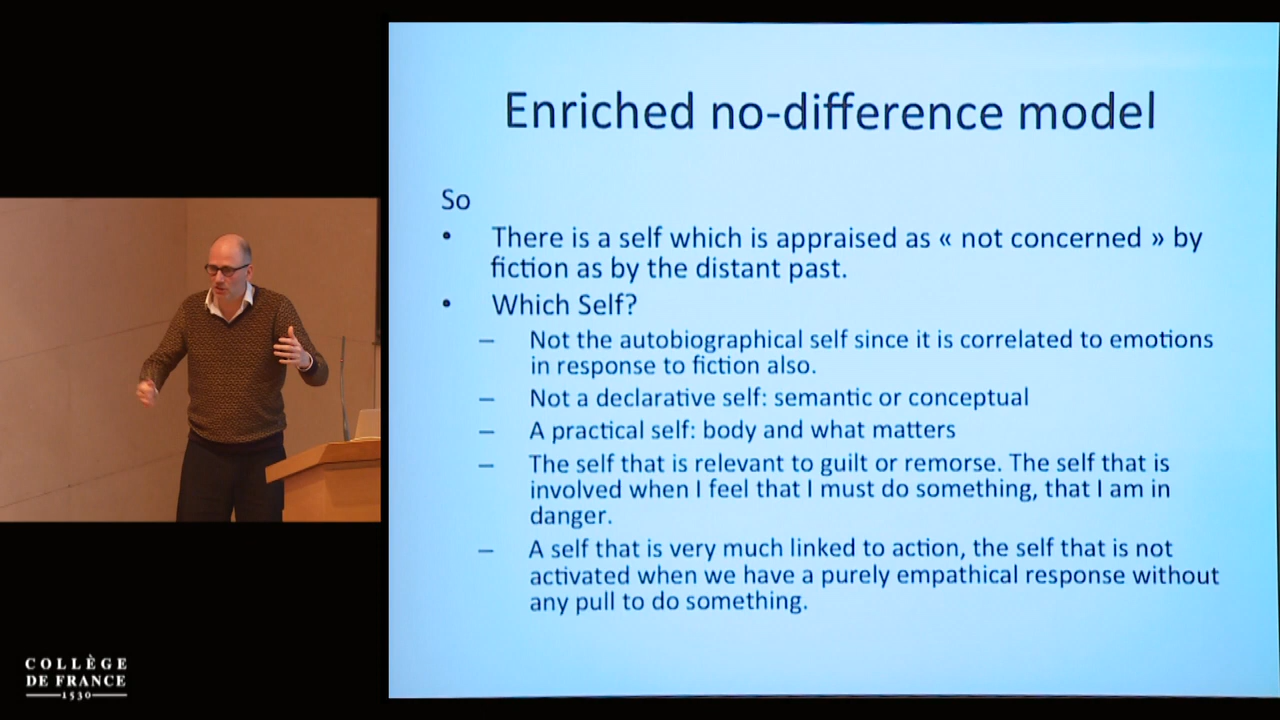 Enriched no-difference model
So
• There is a self which is appraised as « not concerned » by
fiction as by the distant past.
• Which Self?
– Not the autobiographical self since it is correlated to emotions
in response to fiction also.
– Not a declarative self: semantic or conceptual
– A practical self: body and what matters
– The self that is relevant to guilt or remorse. The self that is
involved when I feel that I must do something, that I am in
danger.
– A self that is very much linked to action, the self that is not
activated when we have a purely empathical response without
any pull to do something.
COLLÈGE
DE FRANCE
1530